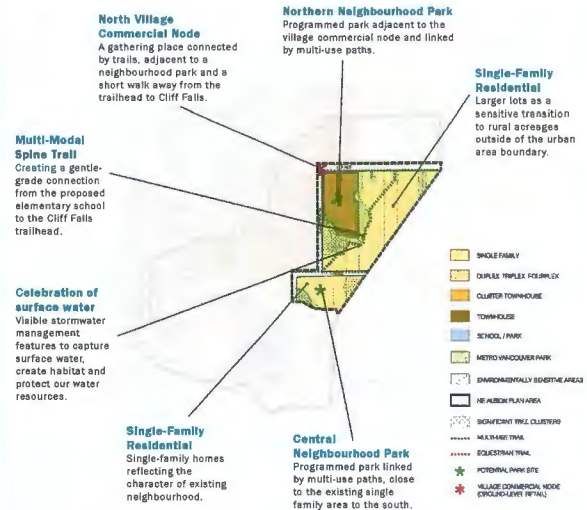 North Village
Commercial Node
A gathering place connected
by trails, adjacent to a
neighbourhood park and a
short walk away from the
trailhead to Cliff Falls.
Northern Neighbourhood Park
Programmed park adjacent to the
village commercial node and linked
by multi-use paths.
Single-Family
Residential
Larger lots as a
sensitive transition
to rural acreages
outside of the urban
area boundary.
Multi-Modal
Spine Trail
Creating a gentle-
grade connection
from the proposed
elementary school
to the Cliff Falls
trailhead.
Celebration of
surface water
Visible stormwater
management
features to capture
surface water,
create habitat and
protect our water
resources.
Single-Family
Residential
Single-family homes
reflecting the
character of existing
neighbourhood.
Central
Neighbourhood Park
Programmed park linked
by multi-use paths, close
to the existing single
family area to the south.
SINGLE FAMILY
DUPLEX TRIPLEX FOURPLEX
CLUSTER TOWNHOUSE
TOWNHOUSE
SCHOOL / PARK
METRO VANCOUVER PARK
ENVIRONMENTALLY SENSITIVE AREAS
NE ALBION PLAN AREA
SIGNIFICANT TREE CLUSTERS
MULTI-USE TRAIL
EQUESTRIAN TRAIL
POTENTIAL PARK SITE
VILLAGE COMMERCIAL NODE
(GROUND-LEVEL RETAIL)